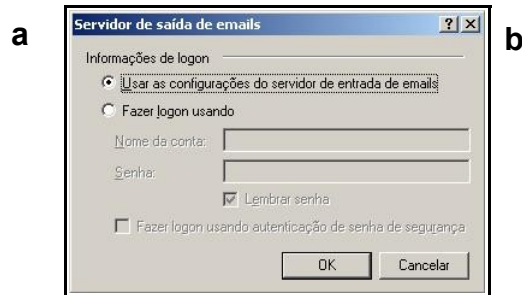 a
b
Servidor de saída de emails
Informações de logon
Usar as configurações do servidor de entrada de emails
Fazer logon usando
Nome da conta:
Senha:
Lembrar senha
Fazer logon usando autenticação de senha de segurança
OK Cancelar